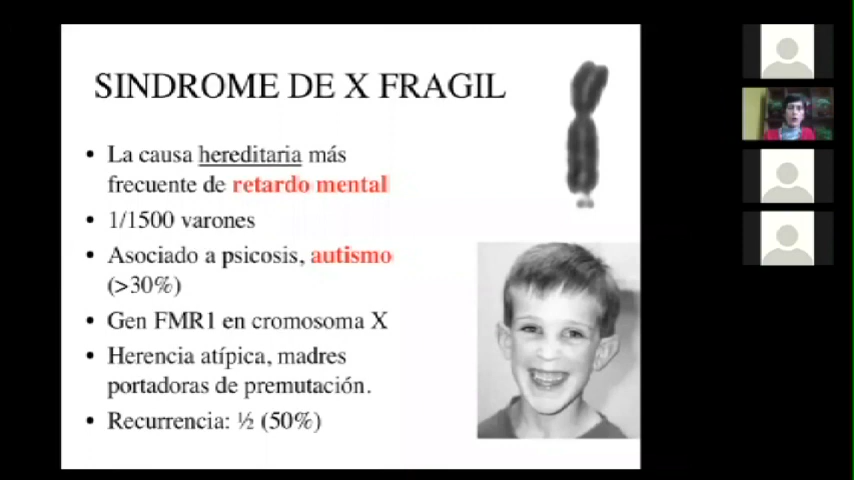 SINDROME DE X FRAGIL
• La causa hereditaria más
frecuente de retardo mental
• 1/1500 varones
• Asociado a psicosis, autismo
(>30%)
• Gen FMR1 en cromosoma X
• Herencia atípica, madres
portadoras de premutación.
• Recurrencia: ½ (50%)